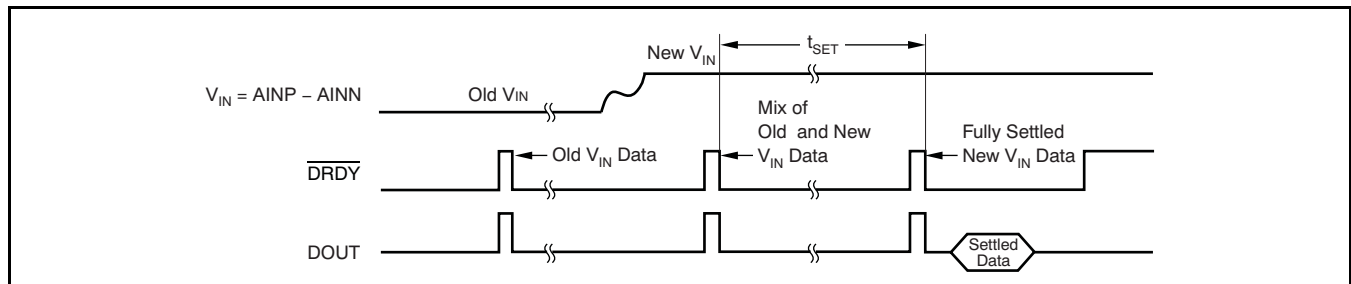 New V_IN
t_SET
V_IN = AINP − AINN
Old VIN
Mix of
Old and New
V_IN Data
Fully Settled
New V_IN Data
Old V_IN Data
DRDY
DOUT
Settled
Data